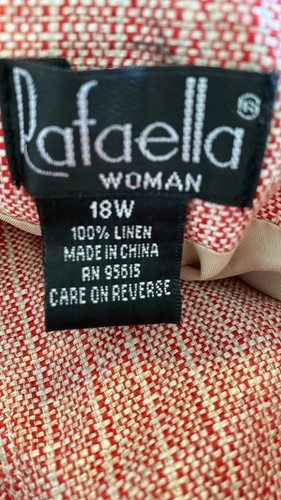 Rafaella®
WOMAN
18W
100% LINEN
MADE IN CHINA
RN 95615
CARE ON REVERSE